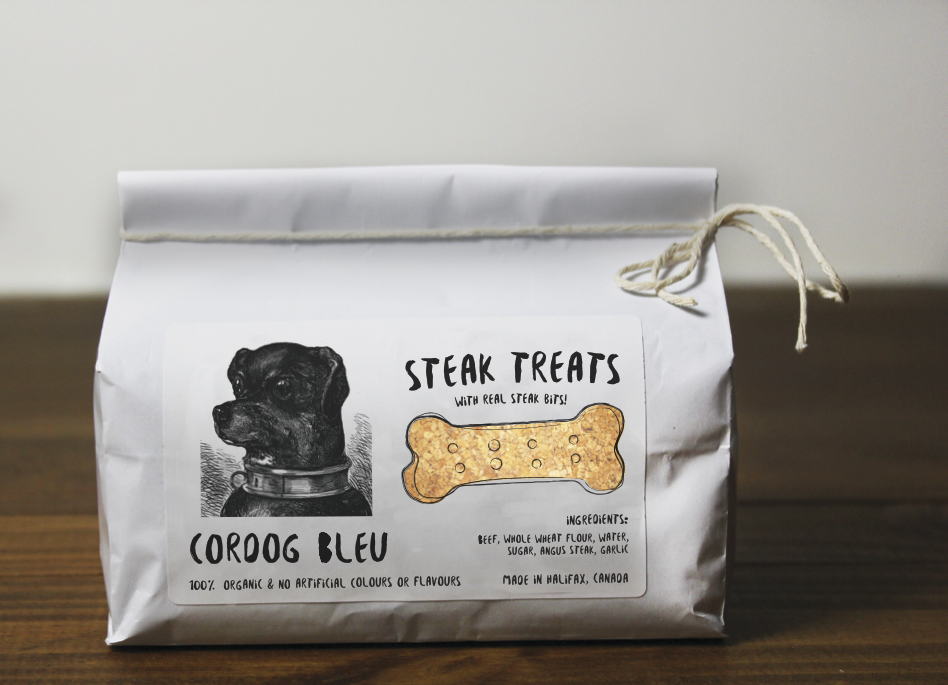 STEAK TREATS
WITH REAL STEAK BITS!
CORDOG BLEU
100% ORGANIC & NO ARTIFICIAL COLOURS OR FLAVOURS
INGREDIENTS:
BEEF, WHOLE WHEAT FLOUR, WATER,
SUGAR, ANGUS STEAK, GARLIC
MADE IN HALIFAX, CANADA